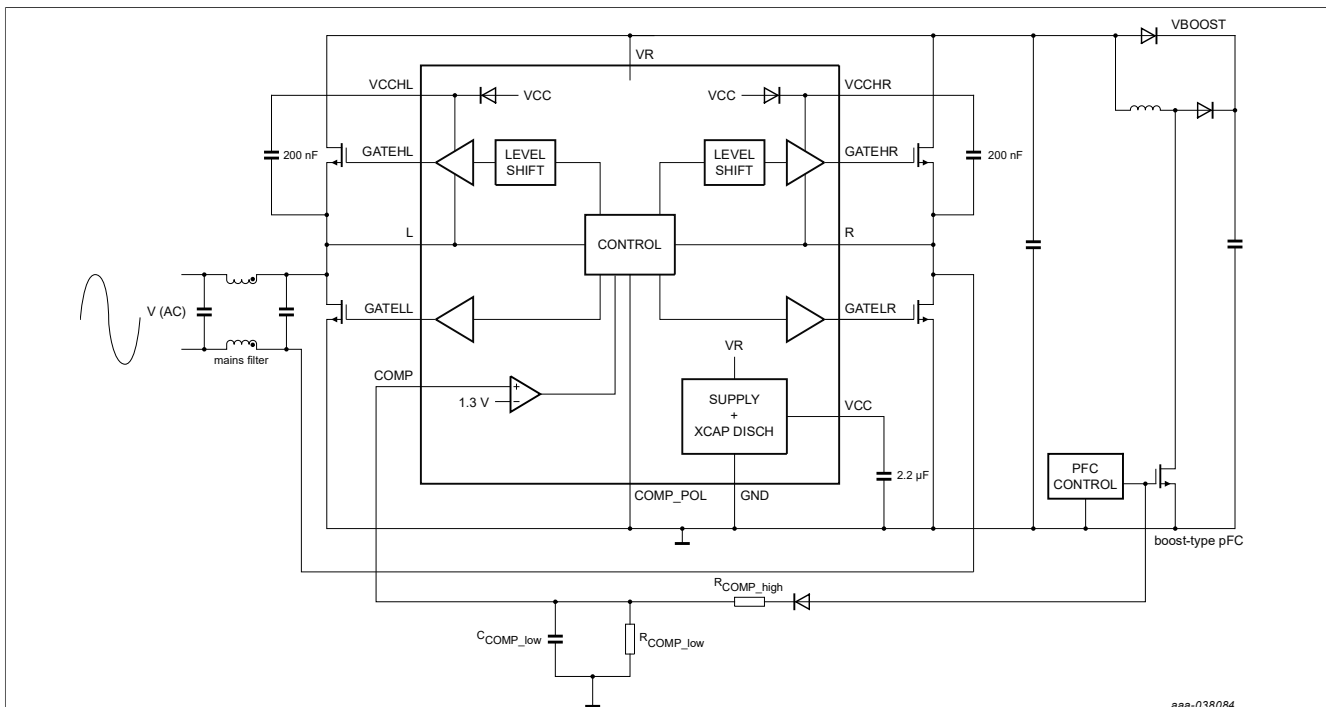 VBOOST
VR
VCCHL
VCC
VCC
VCCHR
200 nF
GATEHL
LEVEL
SHIFT
LEVEL
SHIFT
GATEHR
200 nF
L
CONTROL
R
V (AC)
mains filter
GATELL
GATELR
COMP
1.3 V
+
−
VR
SUPPLY
+
XCAP DISCH
VCC
2.2 µF
COMP_POL
GND
PFC
CONTROL
boost-type pFC
RCOMP_high
CCOMP_low
RCOMP_low
aaa-038084